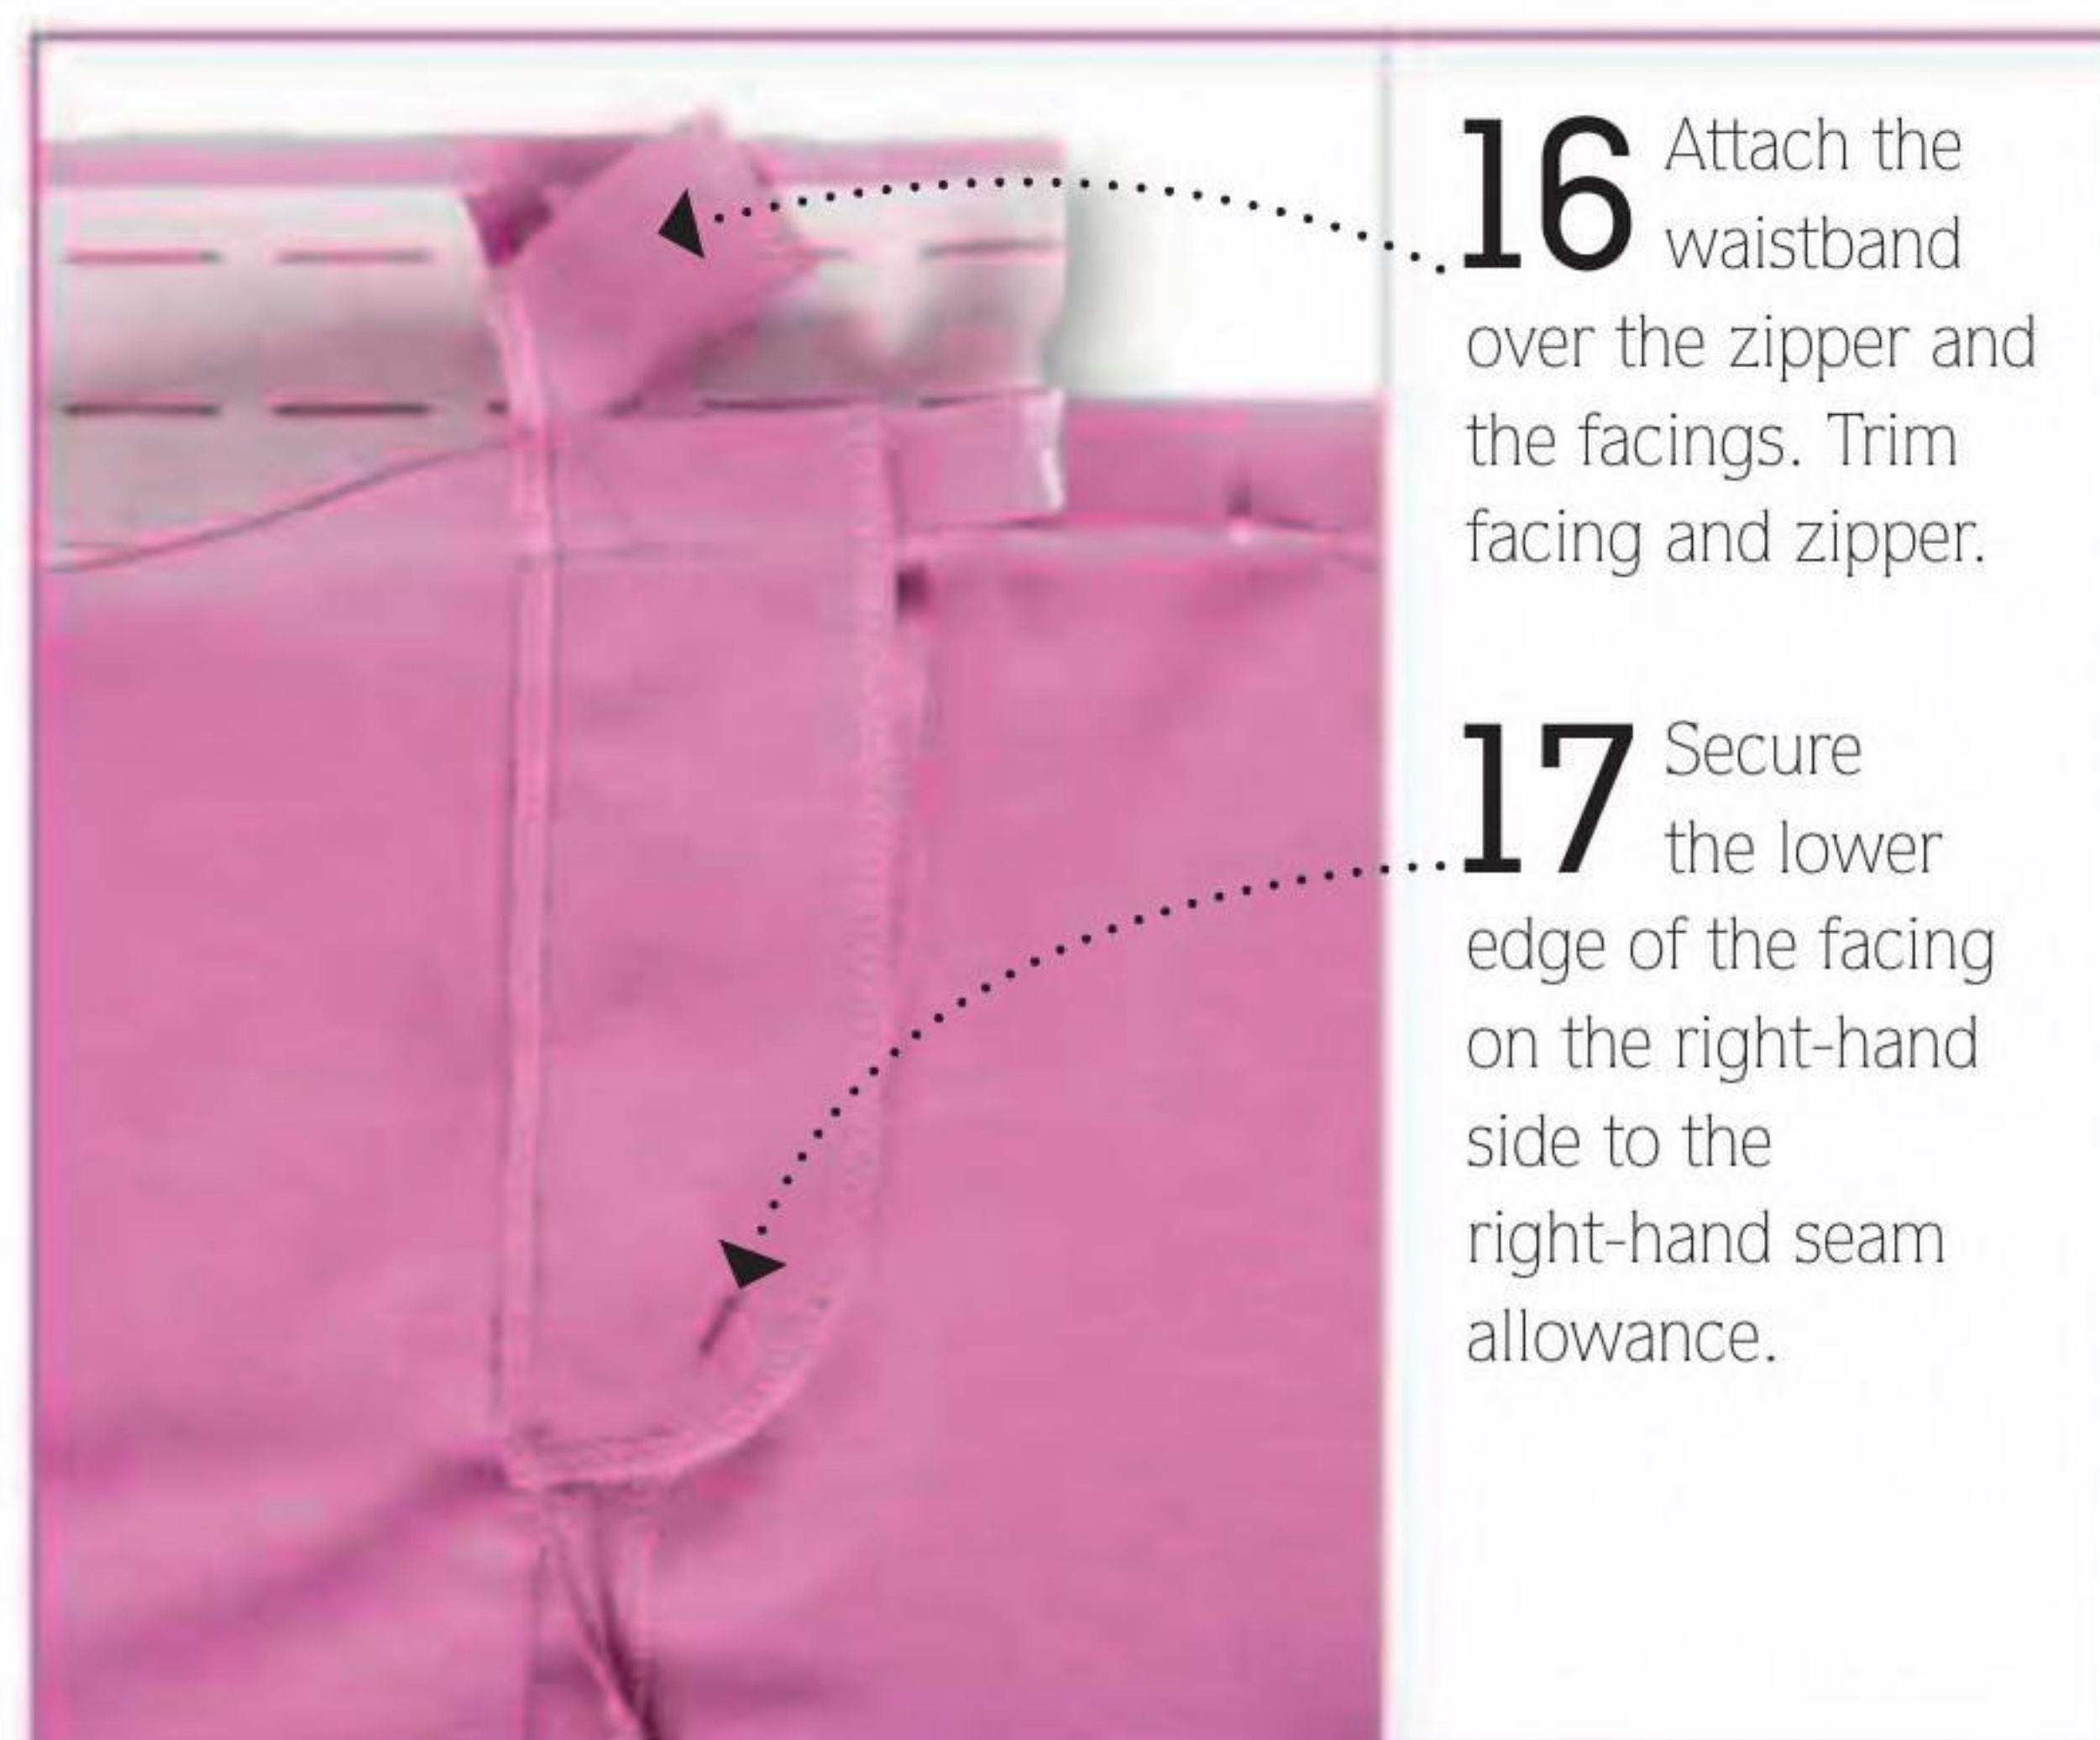 16 Attach the
waistband
over the zipper and
the facings. Trim
facing and zipper.
17 Secure
the lower
edge of the facing
on the right-hand
side to the
right-hand seam
allowance.